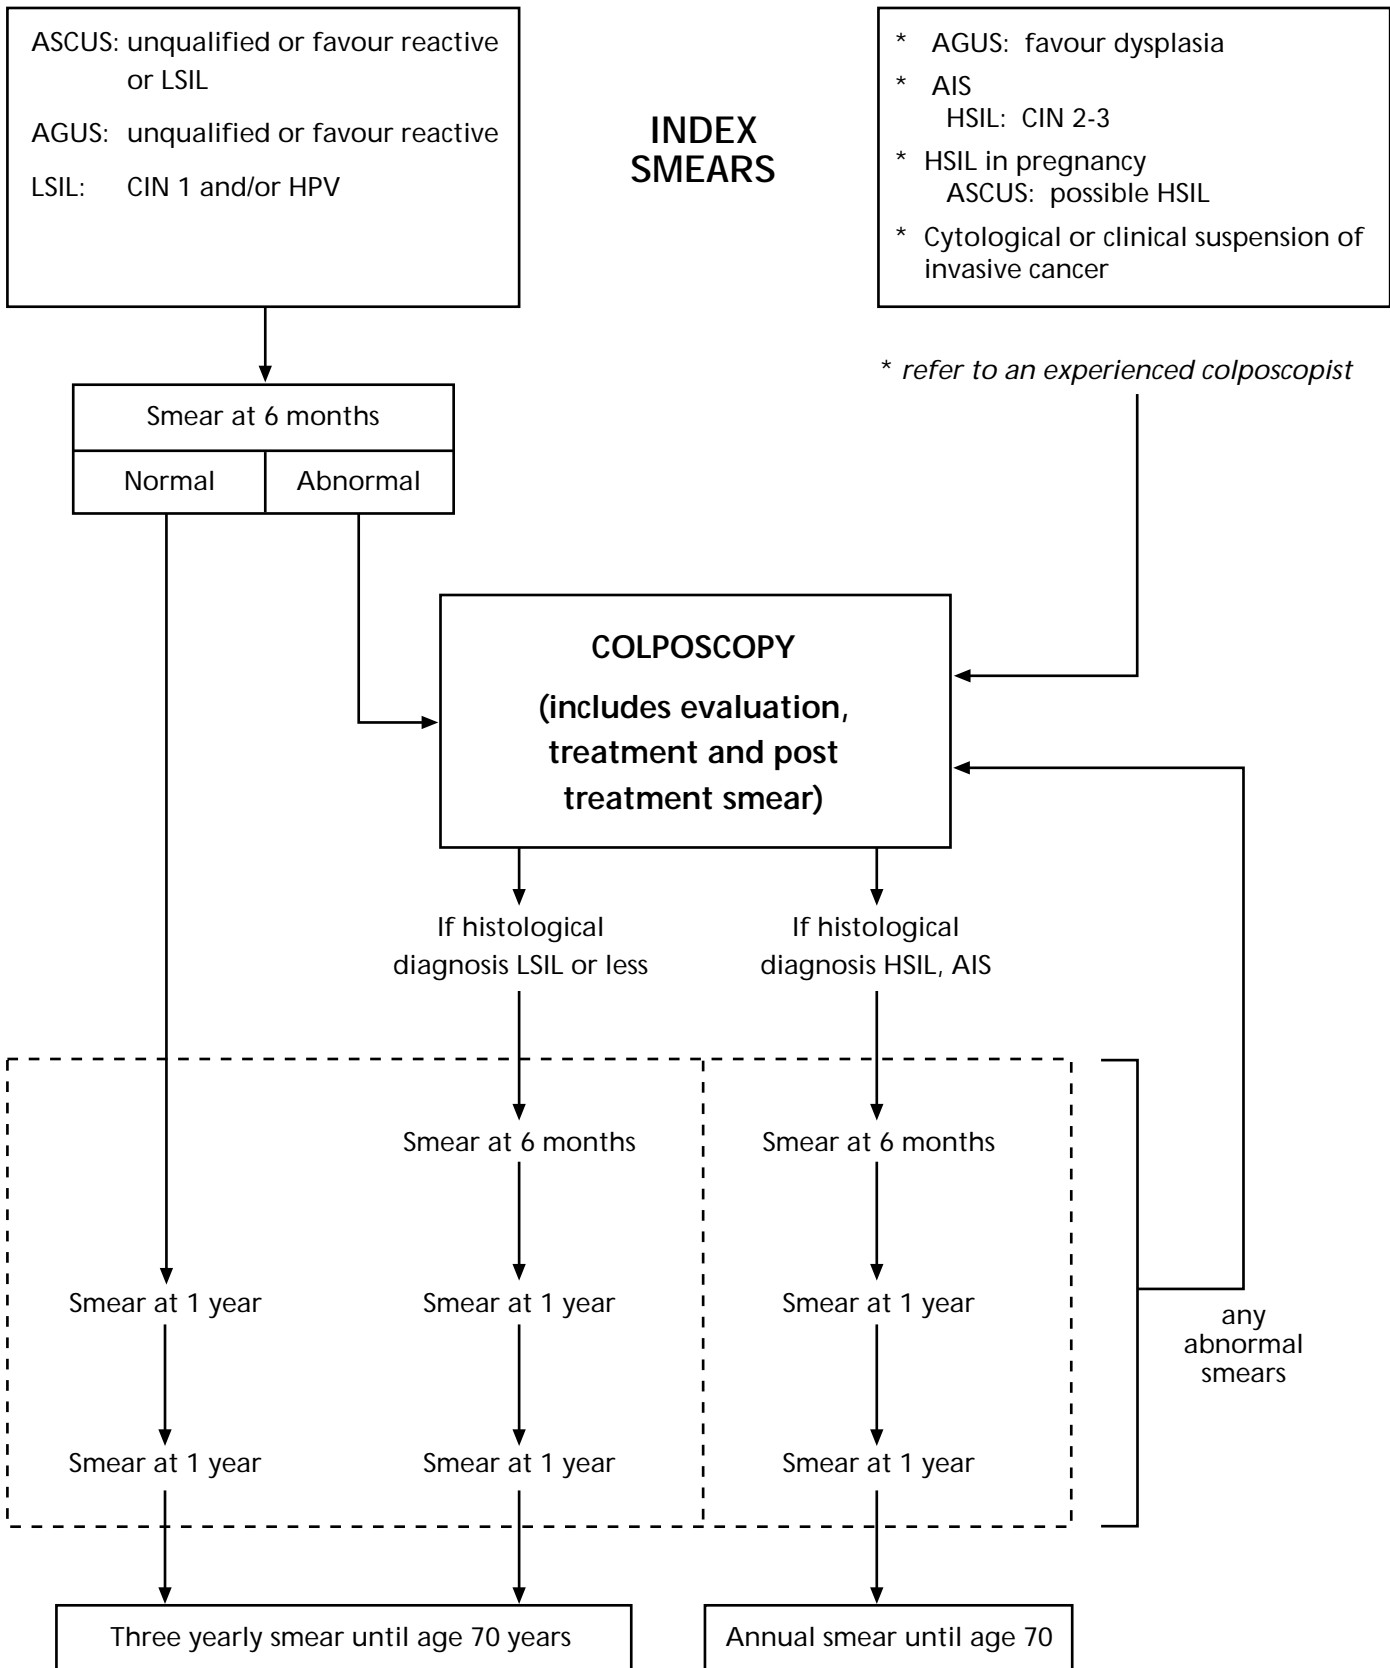 ASCUS: unqualified or favour reactive
or LSIL
AGUS: unqualified or favour reactive
LSIL: CIN 1 and/or HPV
INDEX
SMEARS
* AGUS: favour dysplasia
* AIS
HSIL: CIN 2-3
* HSIL in pregnancy
ASCUS: possible HSIL
* Cytological or clinical suspension of
invasive cancer
* refer to an experienced colposcopist
Smear at 6 months
Normal
Abnormal
COLPOSCOPY
(includes evaluation,
treatment and post
treatment smear)
If histological
diagnosis LSIL or less
If histological
diagnosis HSIL, AIS
Smear at 6 months
Smear at 6 months
Smear at 1 year
Smear at 1 year
Smear at 1 year
any
abnormal
smears
Smear at 1 year
Smear at 1 year
Smear at 1 year
Three yearly smear until age 70 years
Annual smear until age 70